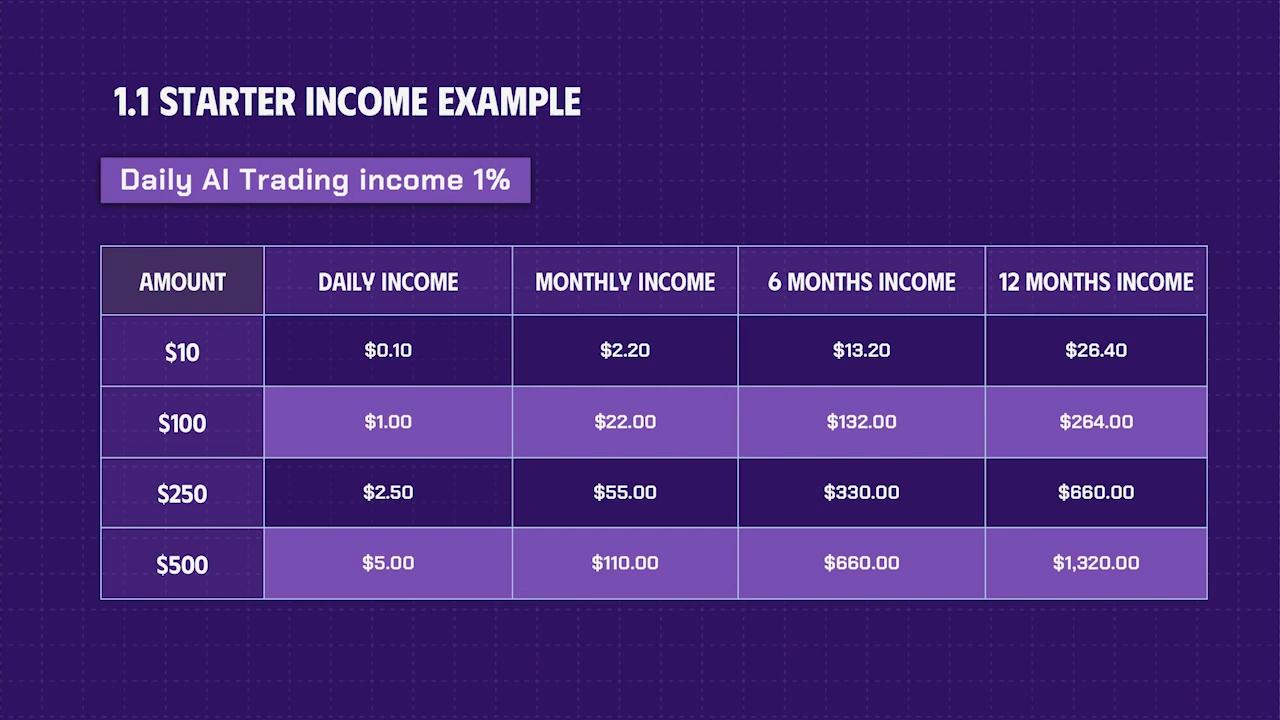 1.1 STARTER INCOME EXAMPLE
Daily AI Trading income 1%
AMOUNT DAILY INCOME MONTHLY INCOME 6 MONTHS INCOME 12 MONTHS INCOME
$10 $0.10 $2.20 $13.20 $26.40
$100 $1.00 $22.00 $132.00 $264.00
$250 $2.50 $55.00 $330.00 $660.00
$500 $5.00 $110.00 $660.00 $1,320.00